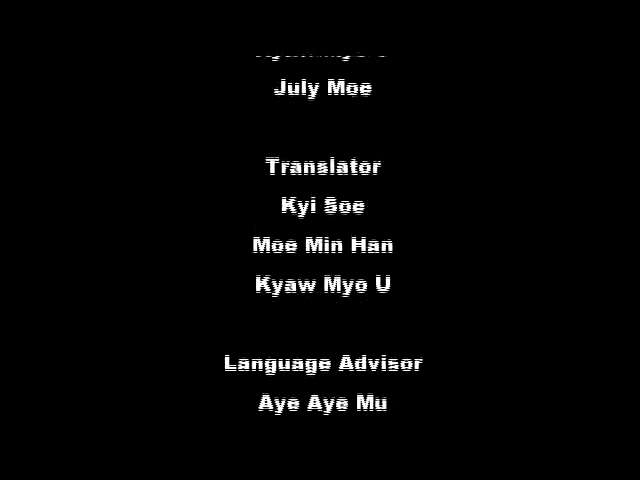 July Moe
Translator
Kyi Soe
Moe Min Han
Kyaw Myo U
Language Advisor
Aye Aye Mu